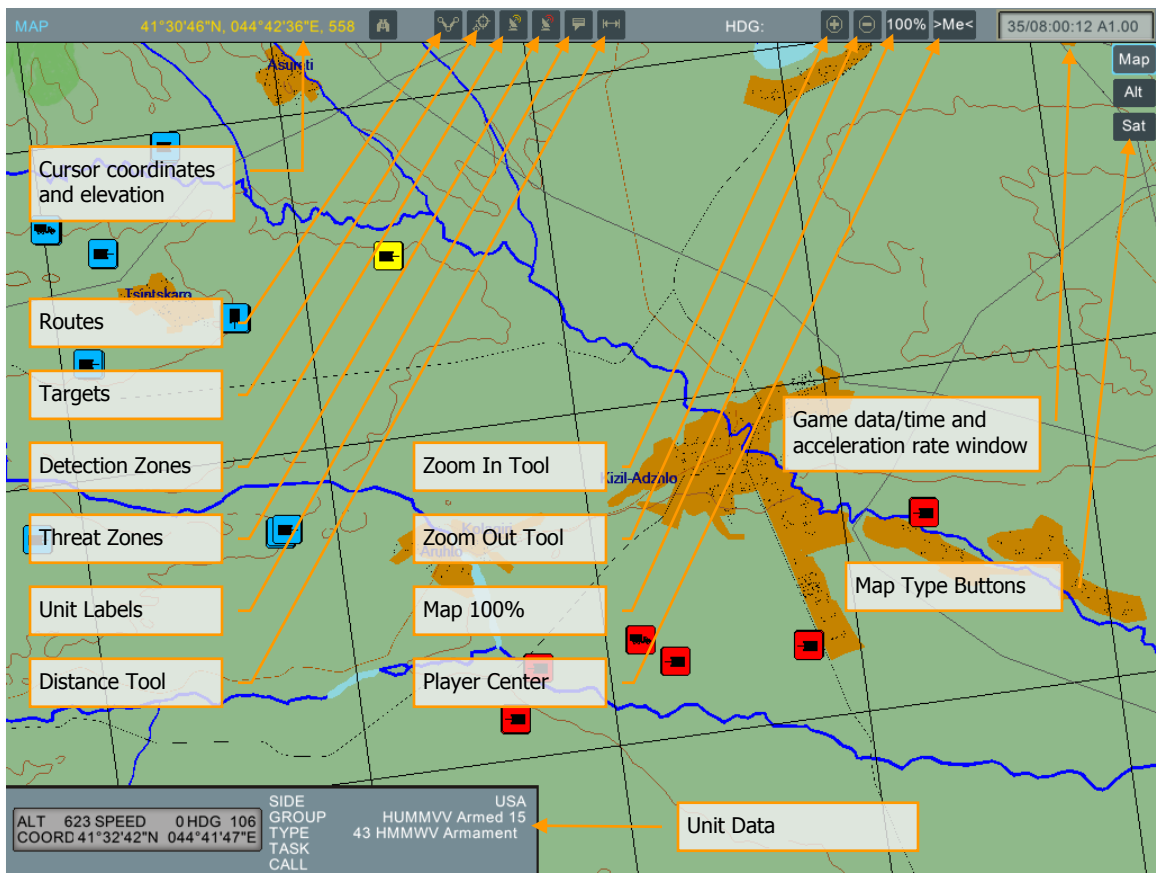 MAP
41°30'46"N, 044°42'36"E, 558
HDG:
100%
>Me<
35/08:00:12 A1.00
Map
Alt
Sat
Asureti
Cursor coordinates
and elevation
Tsintskaro
Routes
Targets
Detection Zones
Threat Zones
Unit Labels
Distance Tool
Zoom In Tool
Zoom Out Tool
Map 100%
Player Center
Game data/time and
acceleration rate window
Kizil-Adzhlo
Kolagiri
Aruhlo
Map Type Buttons
Unit Data
ALT 623 SPEED 0 HDG 106
COORD 41°32'42"N 044°41'47"E
SIDE USA
GROUP HUMMVV Armed 15
TYPE 43 HMMWV Armament
TASK
CALL